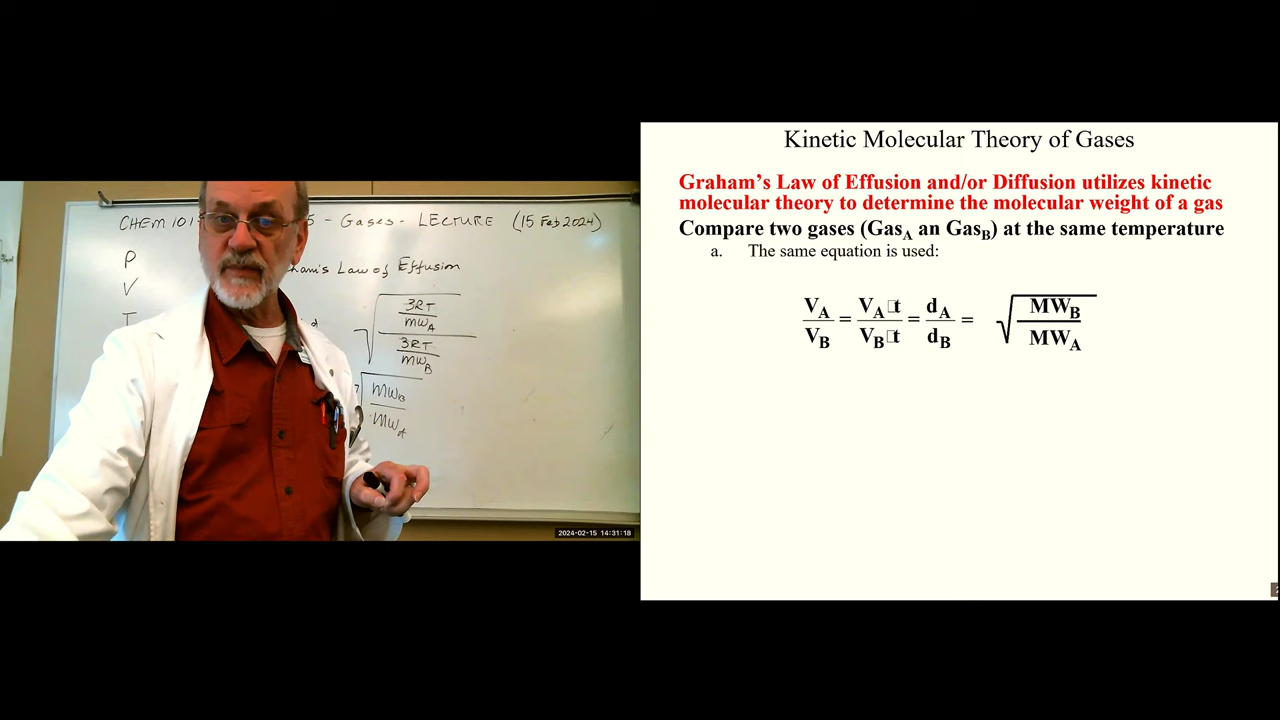 CHEM 101 5 - Gases - LECTURE (15 Feb 2024)
P
V
T
ham's Law of Effusion
3RT
MWA
3RT
MWB
MWB
MWA
2024-02-15 14:31:18
Kinetic Molecular Theory of Gases
Graham's Law of Effusion and/or Diffusion utilizes kinetic
molecular theory to determine the molecular weight of a gas
Compare two gases (GasA an GasB) at the same temperature
a. The same equation is used:
VA/VB = VA□t/VB□t = dA/dB = √MWB/MWA